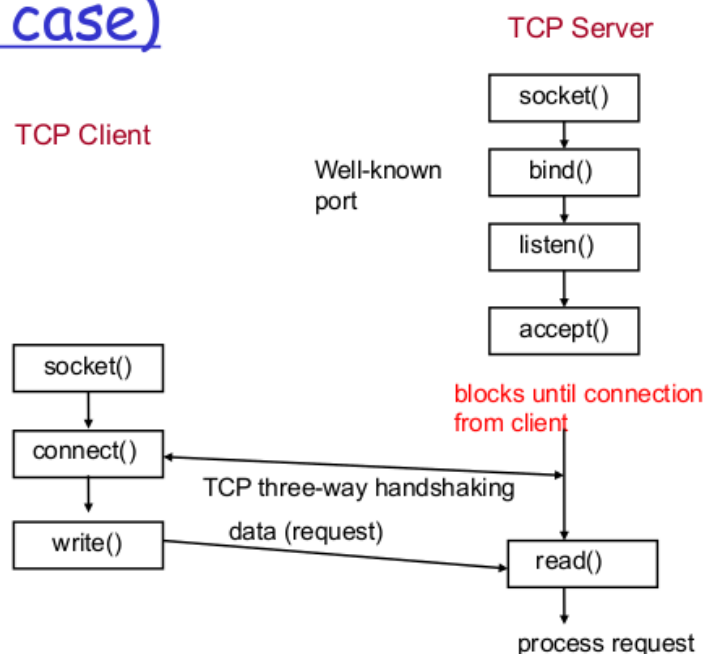 case)
TCP Server
socket()
TCP Client
Well-known
port
bind()
listen()
accept()
socket()
blocks until connection
from client
connect()
TCP three-way handshaking
data (request)
write()
read()
process request